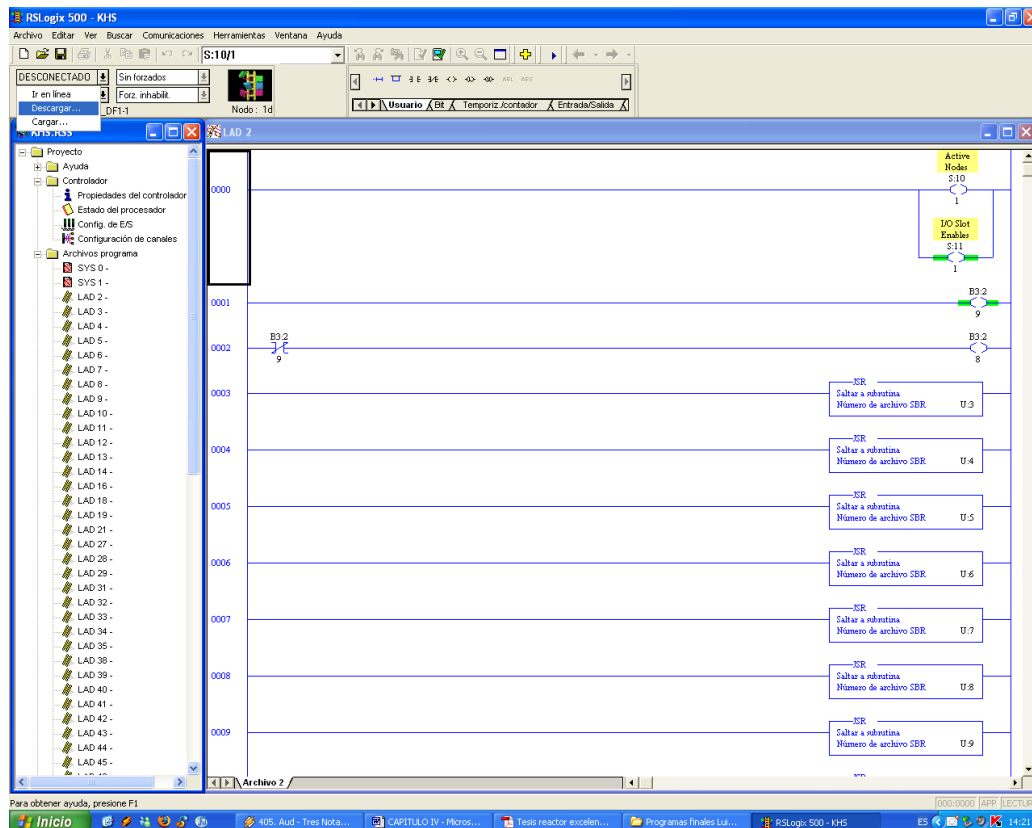 RSLogix 500 - KHS
Archivo Editar Ver Buscar Comunicaciones Herramientas Ventana Ayuda
S:10/1
DESCONECTADO
Sin forzados
Forz. inhabilit.
Ir en línea
Descargar...
Cargar...
_DF1-1
Nodo : 1d
ABL ABS
Usuario Bit Temporiz./contador Entrada/Salida
KHS.RSS
LAD 2
Proyecto
Ayuda
Controlador
Propiedades del controlador
Estado del procesador
Config. de E/S
Configuración de canales
Archivos programa
SYS 0 -
SYS 1 -
LAD 2 -
LAD 3 -
LAD 4 -
LAD 5 -
LAD 6 -
LAD 7 -
LAD 8 -
LAD 9 -
LAD 10 -
LAD 11 -
LAD 12 -
LAD 13 -
LAD 14 -
LAD 16 -
LAD 18 -
LAD 19 -
LAD 21 -
LAD 27 -
LAD 28 -
LAD 29 -
LAD 31 -
LAD 32 -
LAD 33 -
LAD 34 -
LAD 35 -
LAD 38 -
LAD 39 -
LAD 40 -
LAD 41 -
LAD 42 -
LAD 43 -
LAD 44 -
LAD 45 -
Active
Nodes
S:10
0000
1
I/O Slot
Enables
S:11
1
B3:2
0001
9
B3:2
B3:2
0002
9
8
JSR
0003
Saltar a subrutina
Número de archivo SBR U:3
JSR
0004
Saltar a subrutina
Número de archivo SBR U:4
JSR
0005
Saltar a subrutina
Número de archivo SBR U:5
JSR
0006
Saltar a subrutina
Número de archivo SBR U:6
JSR
0007
Saltar a subrutina
Número de archivo SBR U:7
JSR
0008
Saltar a subrutina
Número de archivo SBR U:8
JSR
0009
Saltar a subrutina
Número de archivo SBR U:9
Archivo 2
Para obtener ayuda, presione F1
000:0000 APP LECTUR
Inicio
405. Aud - Tres Nota...
CAPITULO IV - Micros...
Tesis reactor excelen...
Programas finales Lui...
RSLogix 500 - KHS
ES
14:21